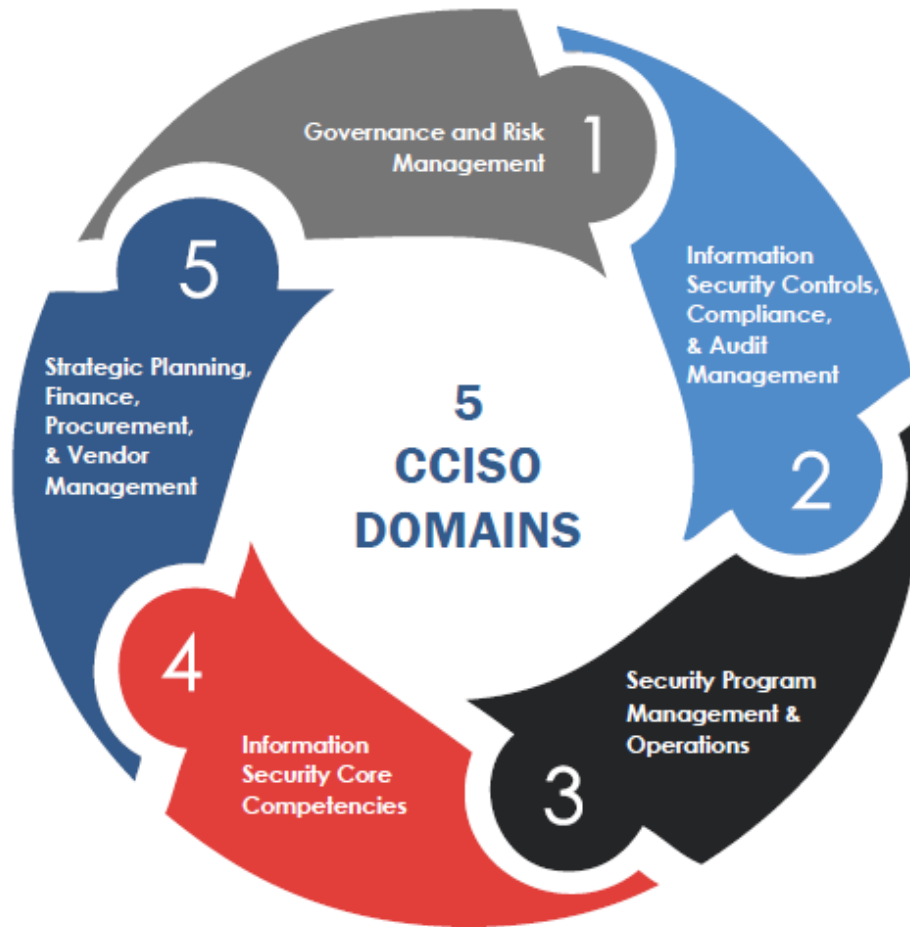 1
Governance and Risk
Management
2
Information
Security Controls,
Compliance,
& Audit
Management
3
Security Program
Management &
Operations
4
Information
Security Core
Competencies
5
Strategic Planning,
Finance,
Procurement,
& Vendor
Management
5
CCISO
DOMAINS